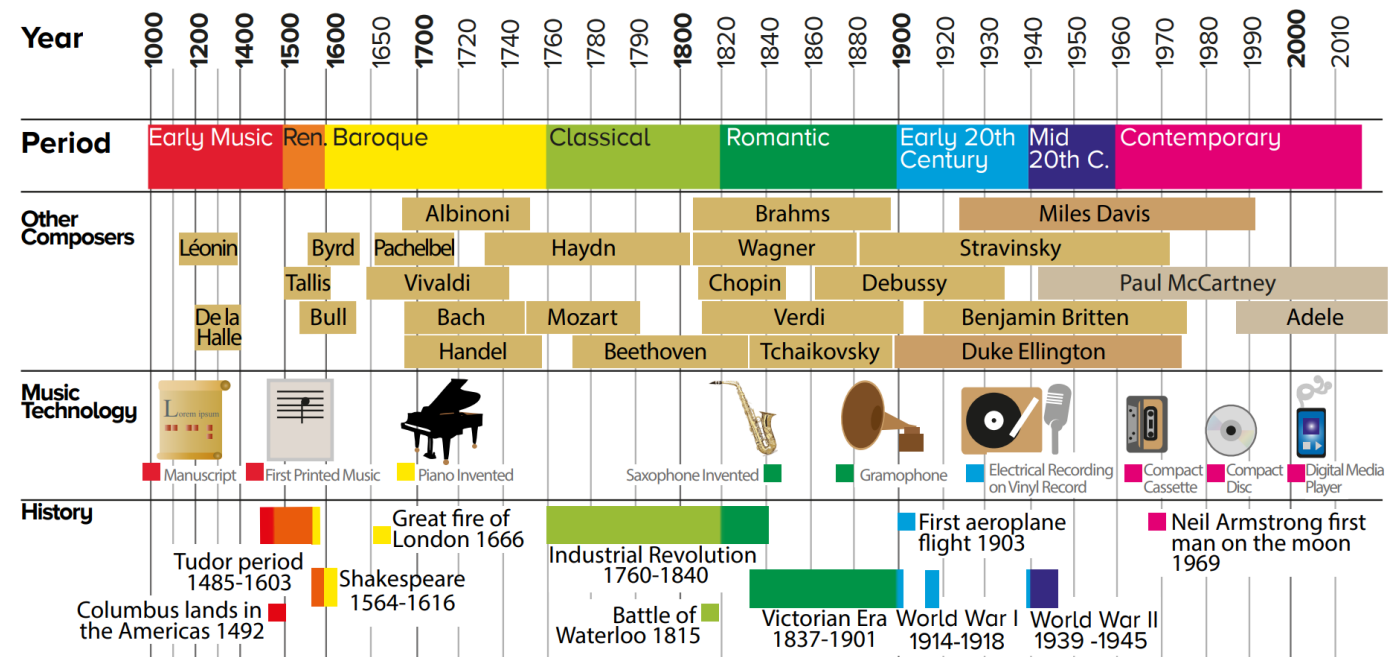 Year
1000
1200
1400
1500
1600
1650
1700
1720
1740
1760
1780
1800
1820
1840
1860
1880
1900
1920
1930
1940
1950
1960
1970
1980
1990
2000
2010
Period
Early Music
Ren.
Baroque
Classical
Romantic
Early 20th
Century
Mid
20th C.
Contemporary
Other
Composers
Albinoni
Brahms
Miles Davis
Léonin
Byrd
Pachelbel
Haydn
Wagner
Stravinsky
Tallis
Vivaldi
Chopin
Debussy
Paul McCartney
De la
Halle
Bull
Bach
Mozart
Verdi
Benjamin Britten
Adele
Handel
Beethoven
Tchaikovsky
Duke Ellington
Music
Technology
Lorem ipsum
Manuscript
First Printed Music
Piano Invented
Saxophone Invented
Gramophone
Electrical Recording
on Vinyl Record
Compact
Cassette
Compact
Disc
Digital Media
Player
History
Tudor period
1485-1603
Columbus lands in
the Americas 1492
Great fire of
London 1666
Shakespeare
1564-1616
Industrial Revolution
1760-1840
Battle of
Waterloo 1815
Victorian Era
1837-1901
First aeroplane
flight 1903
World War I
1914-1918
World War II
1939 -1945
Neil Armstrong first
man on the moon
1969